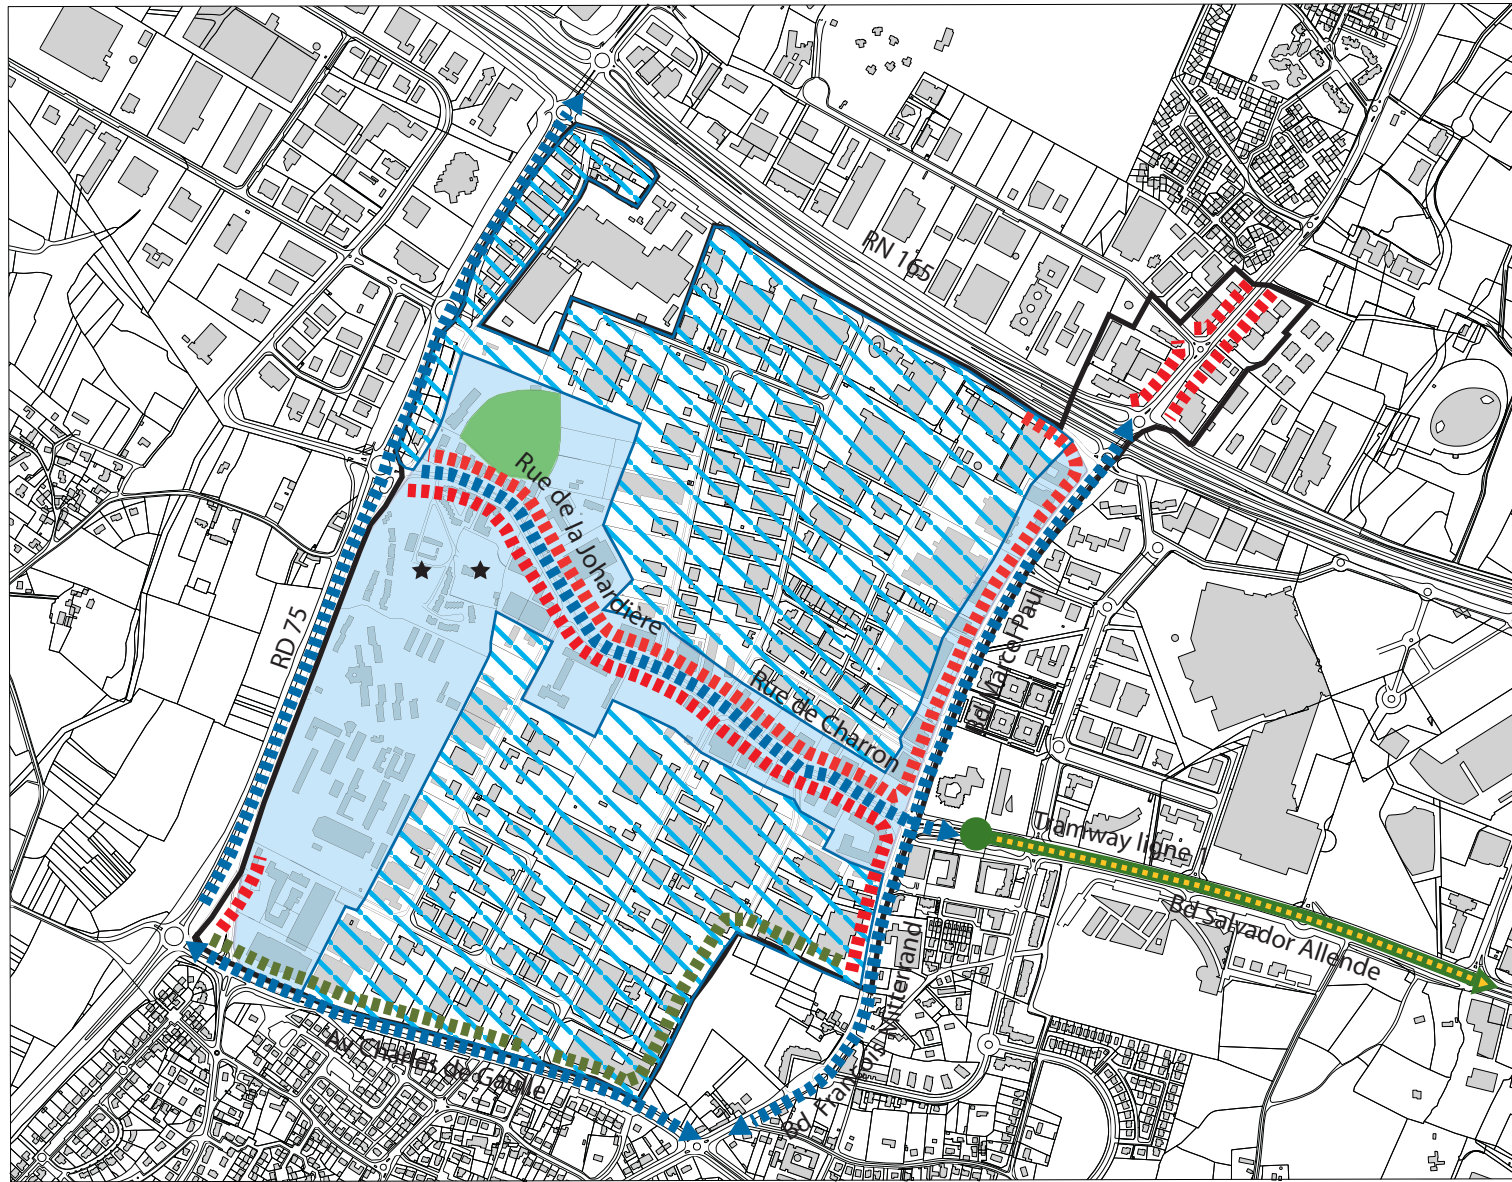 RN 165
Rue de la Johardière
RD 75
Bd Marcel Paul
Rue de Charron
Tramway ligne
Bd Salvador Allende
Bd. François Mitterrand
Av. Charles de Gaulle